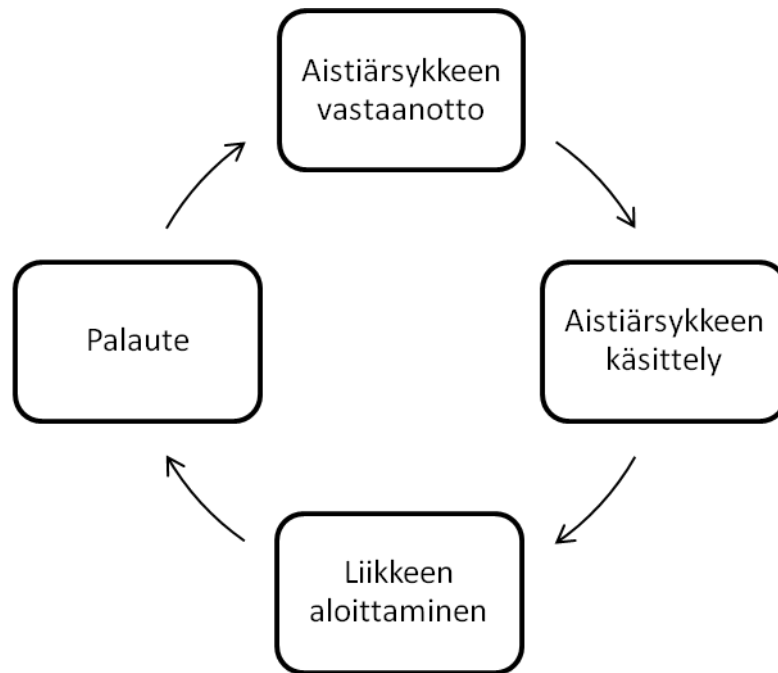 Aistiärsykkeen
vastaanotto
Aistiärsykkeen
käsittely
Liikkeen
aloittaminen
Palaute